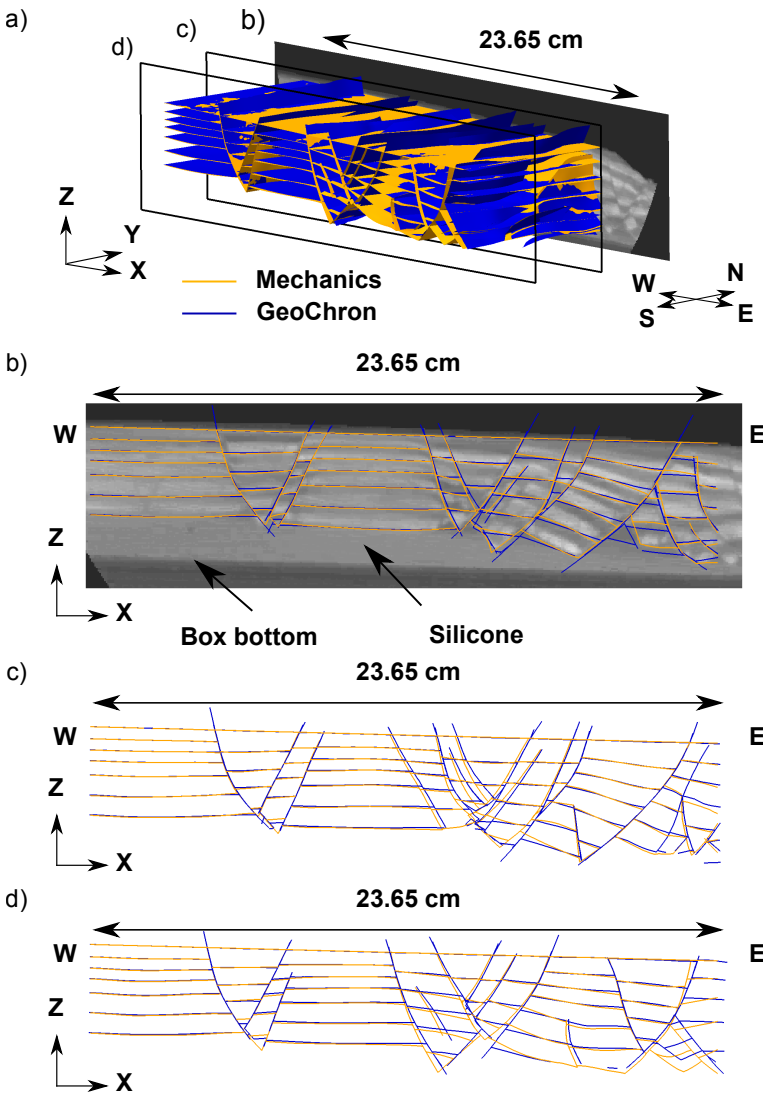 a)
d)
c)
b)
23.65 cm
Z
Y
X
Mechanics
GeoChron
W
N
S
E
b)
23.65 cm
W
E
Z
X
Box bottom
Silicone
c)
23.65 cm
W
E
Z
X
d)
23.65 cm
W
E
Z
X